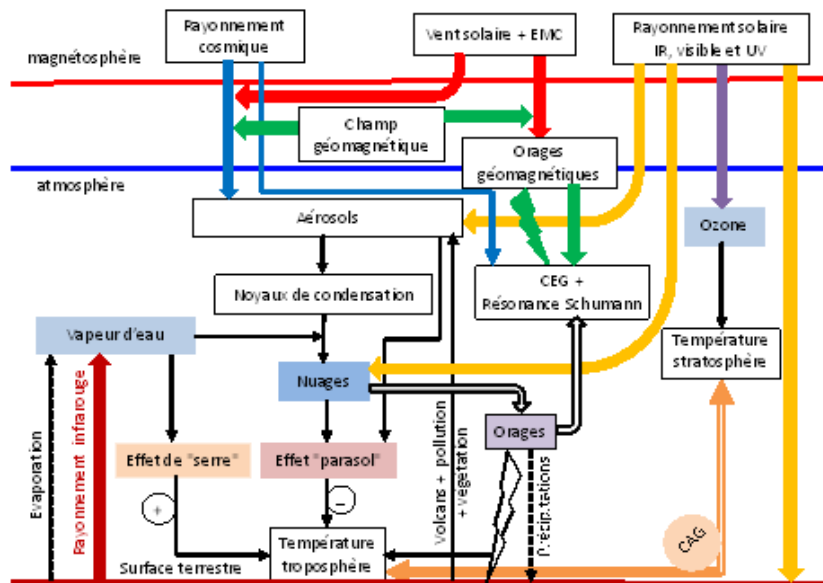 Rayonnement
cosmique
Vent solaire + EMC
Rayonnement solaire
IR, visible et UV
magnétosphère
Champ
géomagnétique
Orages
géomagnétiques
atmosphère
Aérosols
Ozone
CEG +
Résonance Schumann
Noyaux de condensation
Vapeur d'eau
Température
stratosphère
Nuages
Orages
Effet de "serre"
Effet "parasol"
Evaporation
Rayonnement infrarouge
Volcans + pollution
+ végétation
Précipitations
+
–
CAG
Surface terrestre
Température
troposphère